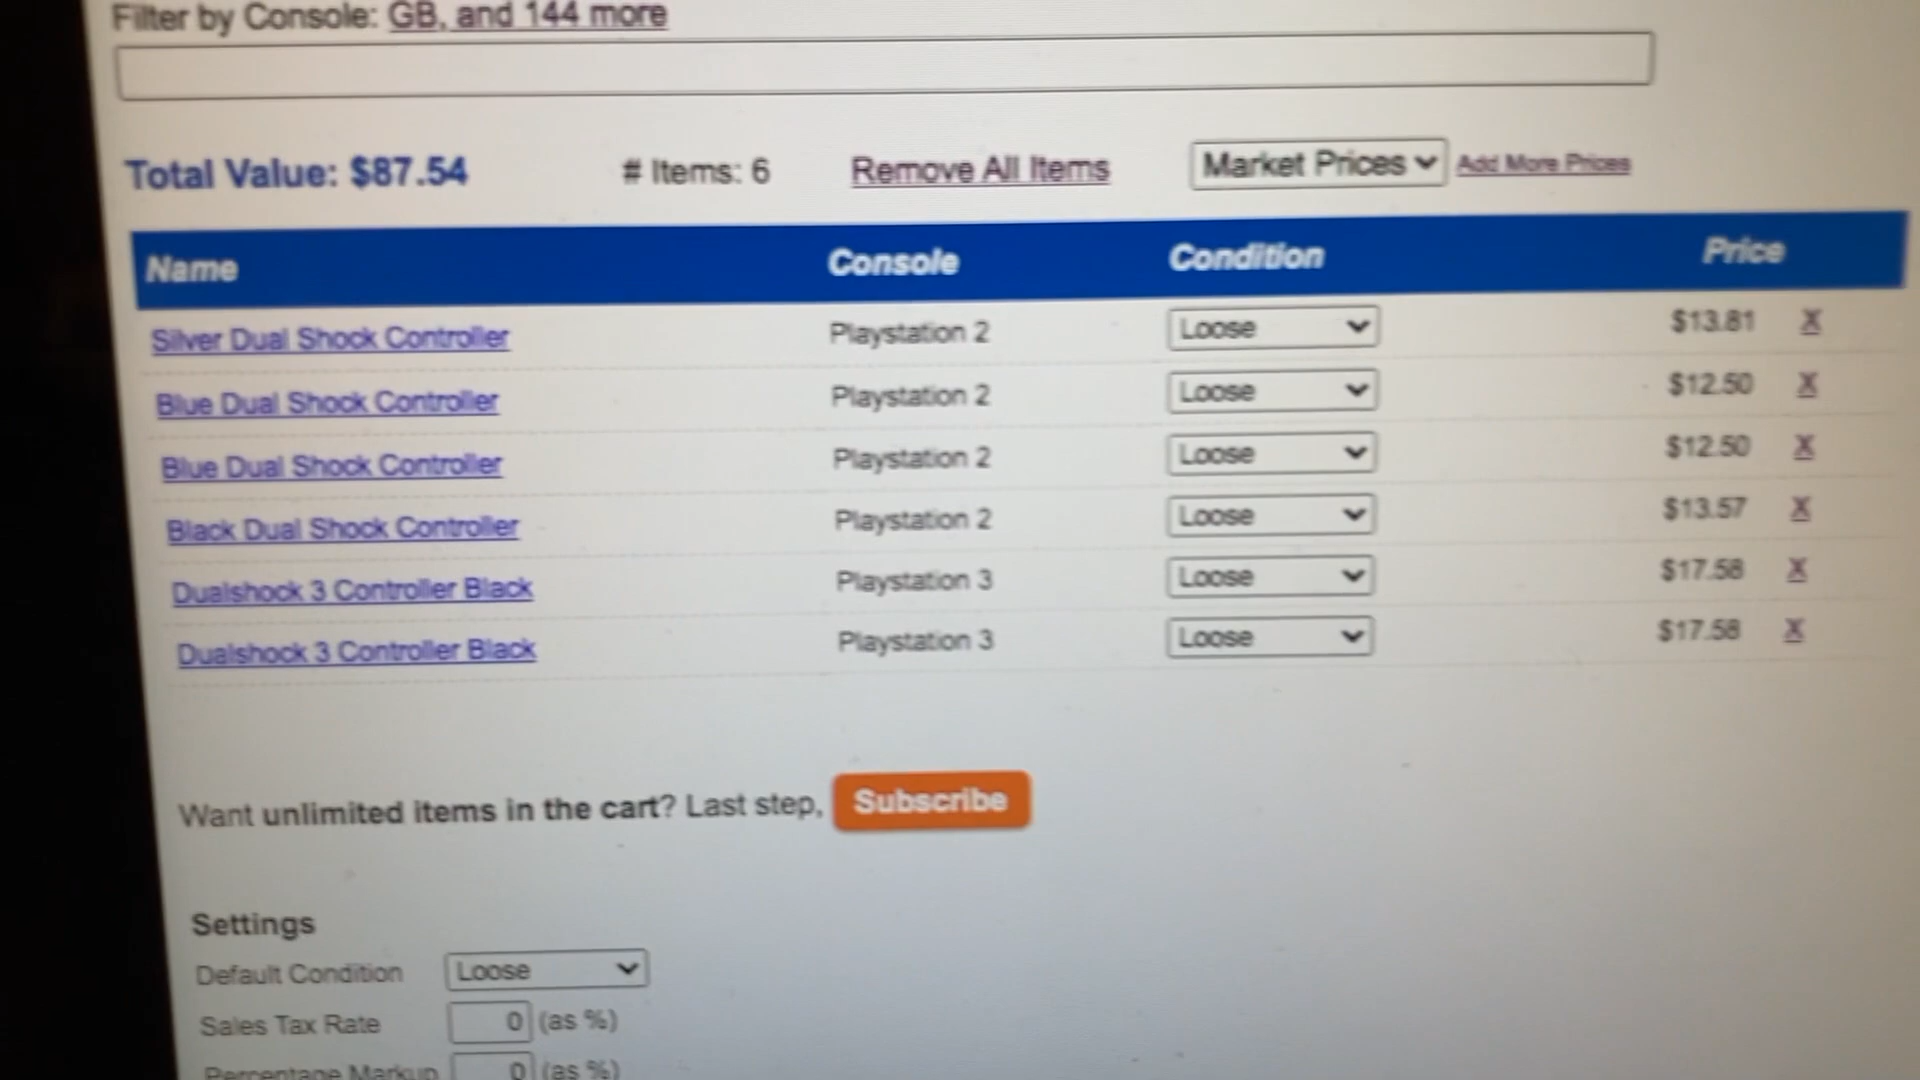 Filter by Console: GB, and 144 more
Total Value: $87.54 # Items: 6 Remove All Items Market Prices Add More Prices
Name Console Condition Price
Silver Dual Shock Controller Playstation 2 Loose $13.81 X
Blue Dual Shock Controller Playstation 2 Loose $12.50 X
Blue Dual Shock Controller Playstation 2 Loose $12.50 X
Black Dual Shock Controller Playstation 2 Loose $13.57 X
Dualshock 3 Controller Black Playstation 3 Loose $17.58 X
Dualshock 3 Controller Black Playstation 3 Loose $17.58 X
Want unlimited items in the cart? Last step, Subscribe
Settings
Default Condition Loose
Sales Tax Rate 0 (as %)
Percentage Markup 0 (as %)